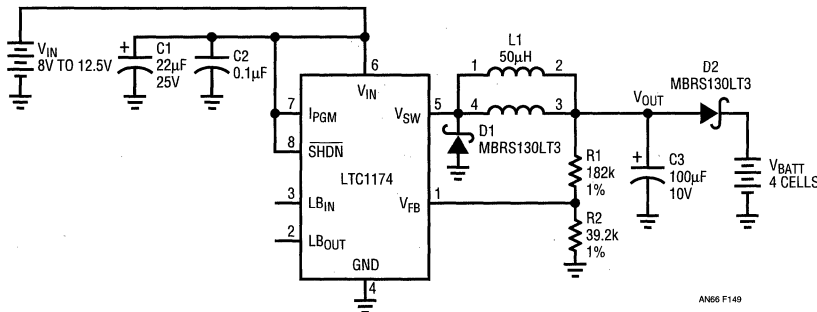 V_IN
8V TO 12.5V
+
C1
22µF
25V
C2
0.1µF
6
V_IN
7
I_PGM
8
SHDN
LTC1174
3
LB_IN
2
LB_OUT
GND
4
V_SW
5
V_FB
1
L1
50µH
1
2
4
3
D1
MBRS130LT3
R1
182k
1%
R2
39.2k
1%
V_OUT
+
C3
100µF
10V
D2
MBRS130LT3
V_BATT
4 CELLS
AN66 F149